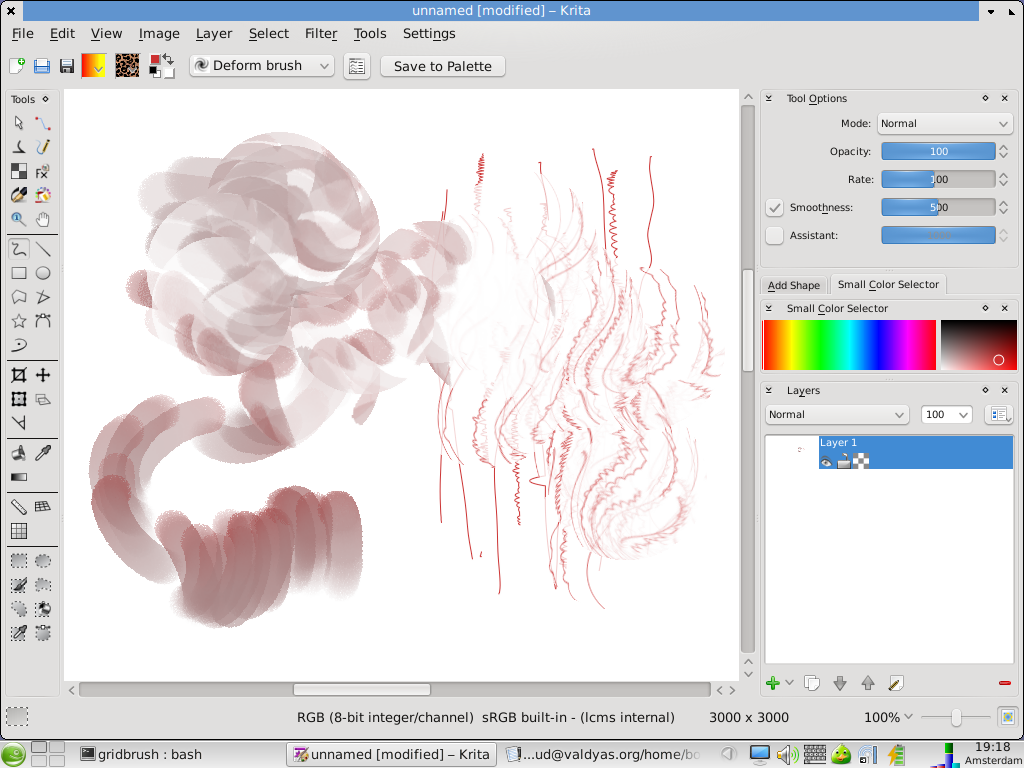 unnamed [modified] – Krita
File Edit View Image Layer Select Filter Tools Settings
Deform brush
Save to Palette
Tools
Tool Options
Mode: Normal
Opacity: 100
Rate: 100
Smoothness: 500
Assistant:
Add Shape
Small Color Selector
Small Color Selector
Layers
Normal 100
Layer 1
RGB (8-bit integer/channel) sRGB built-in - (lcms internal) 3000 x 3000 100%
gridbrush : bash
unnamed [modified] – Krita
...ud@valdyas.org/home/bo
19:18
Amsterdam